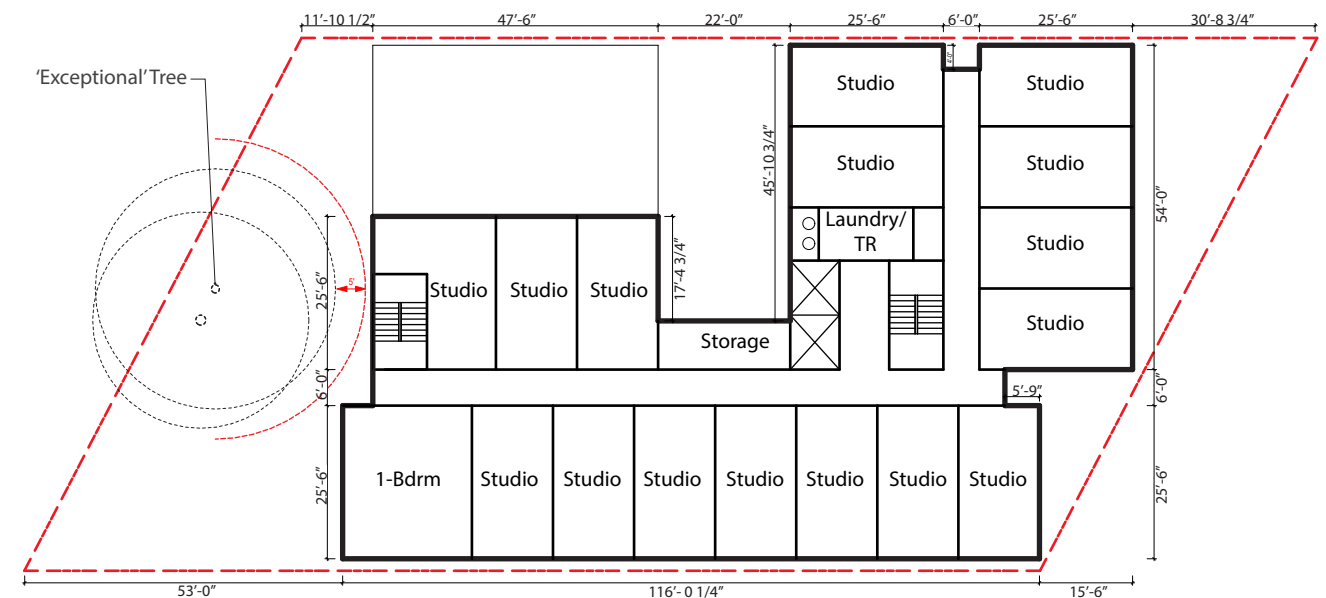 11'-10 1/2"
47'-6"
22'-0"
25'-6"
6'-0"
25'-6"
30'-8 3/4"
'Exceptional' Tree
4'-0"
Studio
Studio
45'-10 3/4"
Studio
Studio
54'-0"
Laundry/
TR
Studio
25'-6"
5'
Studio
Studio
Studio
17'-4 3/4"
Studio
Storage
6'-0"
5'-9"
6'-0"
25'-6"
1-Bdrm
Studio
Studio
Studio
Studio
Studio
Studio
Studio
25'-6"
53'-0"
116'- 0 1/4"
15'-6"